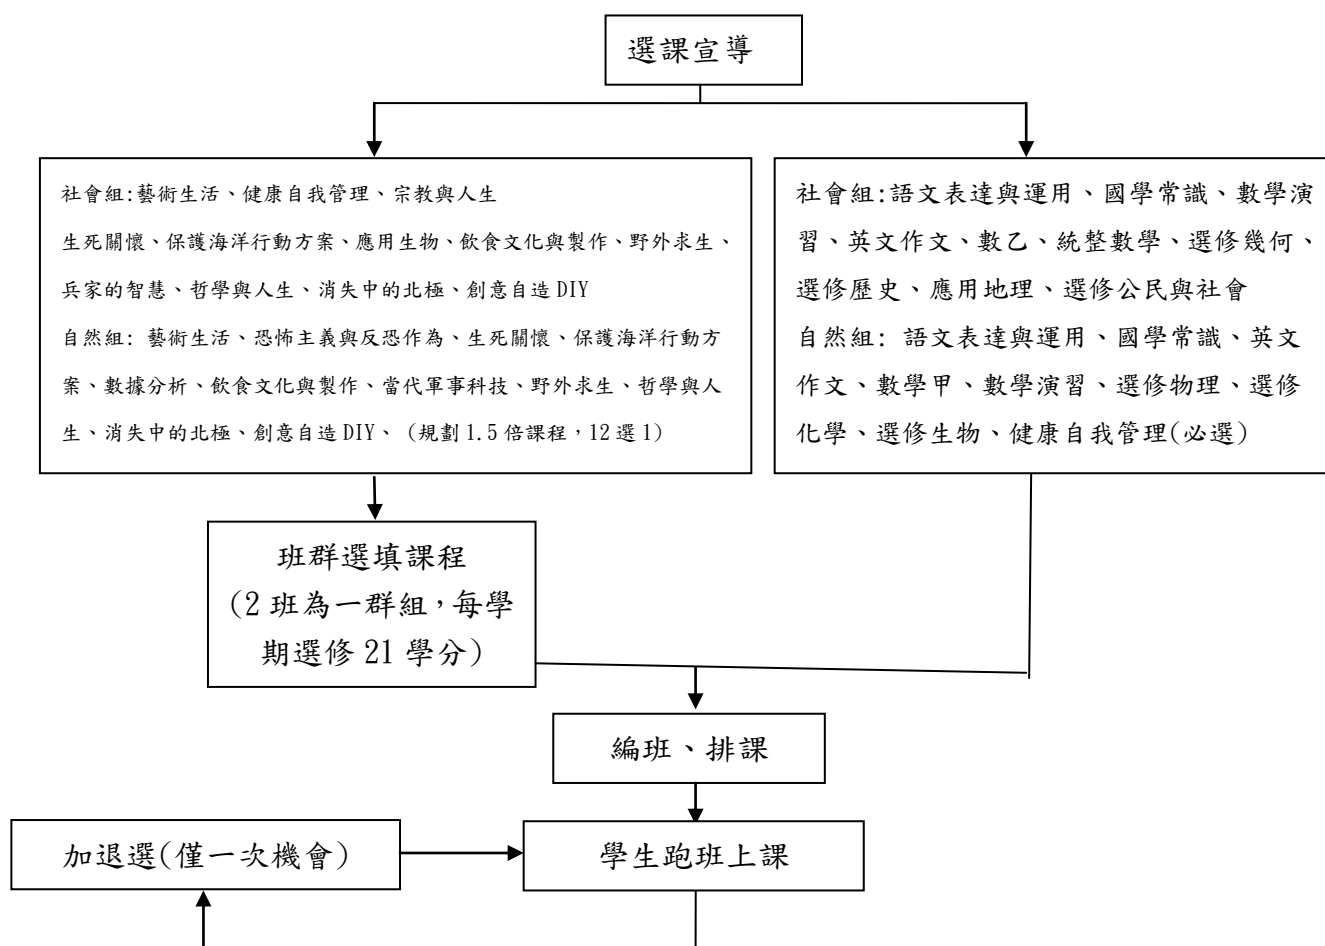 選課宣導
社會組:藝術生活、健康自我管理、宗教與人生
生死關懷、保護海洋行動方案、應用生物、飲食文化與製作、野外求生、
兵家的智慧、哲學與人生、消失中的北極、創意自造 DIY
自然組: 藝術生活、恐怖主義與反恐作為、生死關懷、保護海洋行動方
案、數據分析、飲食文化與製作、當代軍事科技、野外求生、哲學與人
生、消失中的北極、創意自造 DIY、 (規劃 1.5 倍課程，12 選 1)
社會組:語文表達與運用、國學常識、數學演
習、英文作文、數乙、統整數學、選修幾何、
選修歷史、應用地理、選修公民與社會
自然組: 語文表達與運用、國學常識、英文
作文、數學甲、數學演習、選修物理、選修
化學、選修生物、健康自我管理(必選)
班群選填課程
(2 班為一群組，每學
期選修 21 學分)
編班、排課
加退選(僅一次機會)
學生跑班上課